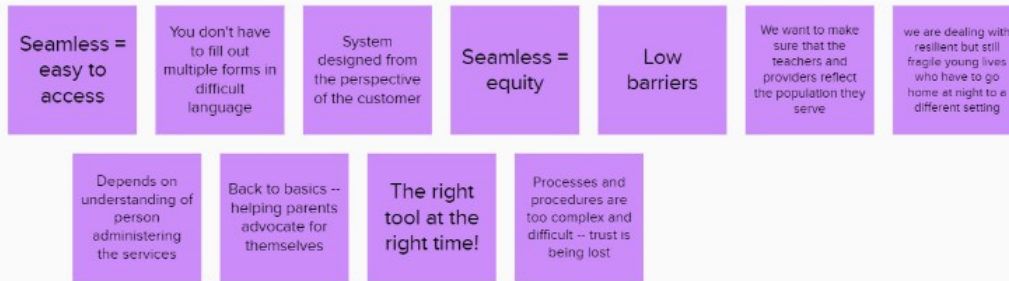 Seamless =
easy to
access
You don't have
to fill out
multiple forms in
difficult
language
System
designed from
the perspective
of the customer
Seamless =
equity
Low
barriers
We want to make
sure that the
teachers and
providers reflect
the population they
serve
we are dealing with
resilient but still
fragile young lives
who have to go
home at night to a
different setting
Depends on
understanding of
person
administering
the services
Back to basics --
helping parents
advocate for
themselves
The right
tool at the
right time!
Processes and
procedures are
too complex and
difficult -- trust is
being lost